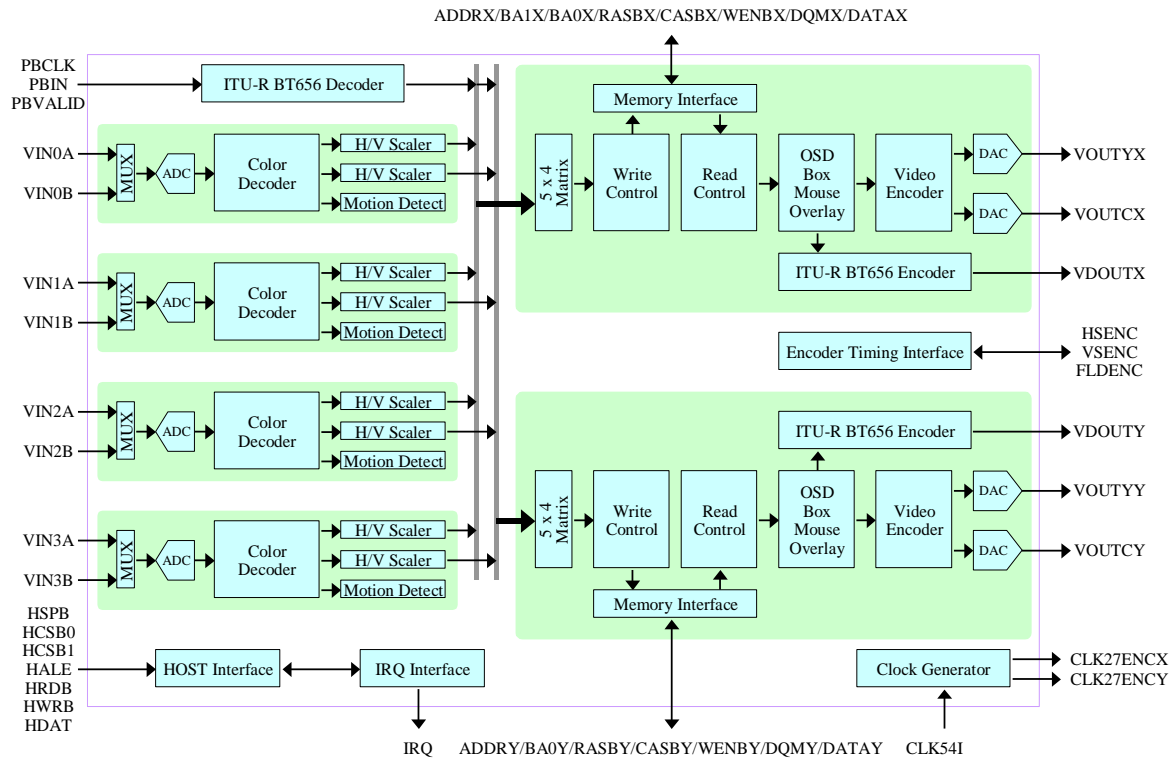 ADDRX/BA1X/BA0X/RASBX/CASBX/WENBX/DQMX/DATAX
PBCLK
PBIN
PBVALID
ITU-R BT656 Decoder
VIN0A
VIN0B
MUX
ADC
Color
Decoder
H/V Scaler
H/V Scaler
Motion Detect
VIN1A
VIN1B
MUX
ADC
Color
Decoder
H/V Scaler
H/V Scaler
Motion Detect
VIN2A
VIN2B
MUX
ADC
Color
Decoder
H/V Scaler
H/V Scaler
Motion Detect
VIN3A
VIN3B
MUX
ADC
Color
Decoder
H/V Scaler
H/V Scaler
Motion Detect
Memory Interface
5 x 4
Matrix
Write
Control
Read
Control
OSD
Box
Mouse
Overlay
Video
Encoder
DAC
DAC
VOUTYX
VOUTCX
ITU-R BT656 Encoder
VDOUTX
Encoder Timing Interface
HSENC
VSENC
FLDENC
ITU-R BT656 Encoder
VDOUTY
5 x 4
Matrix
Write
Control
Read
Control
OSD
Box
Mouse
Overlay
Video
Encoder
DAC
DAC
VOUTYY
VOUTCY
Memory Interface
HSPB
HCSB0
HCSB1
HALE
HRDB
HWRB
HDAT
HOST Interface
IRQ Interface
Clock Generator
CLK27ENCX
CLK27ENCY
IRQ
ADDRY/BA0Y/RASBY/CASBY/WENBY/DQMY/DATAY
CLK54I